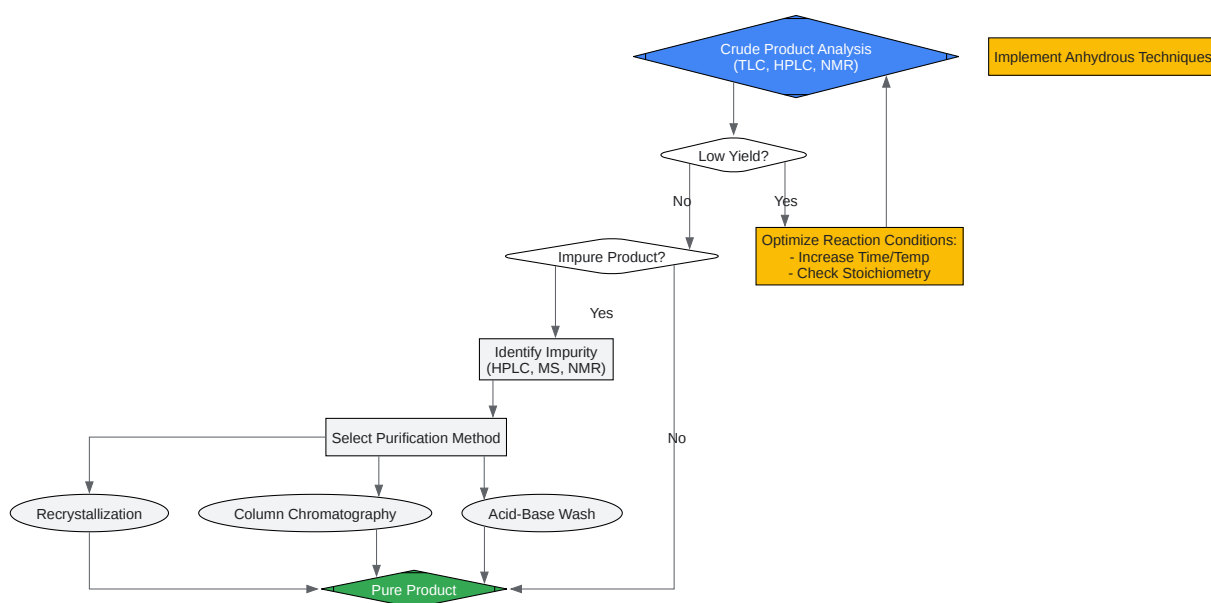 Crude Product Analysis
(TLC, HPLC, NMR)
Implement Anhydrous Techniques
Low Yield?
No
Yes
Optimize Reaction Conditions:
- Increase Time/Temp
- Check Stoichiometry
Impure Product?
Yes
Identify Impurity
(HPLC, MS, NMR)
Select Purification Method
No
Recrystallization
Column Chromatography
Acid-Base Wash
Pure Product